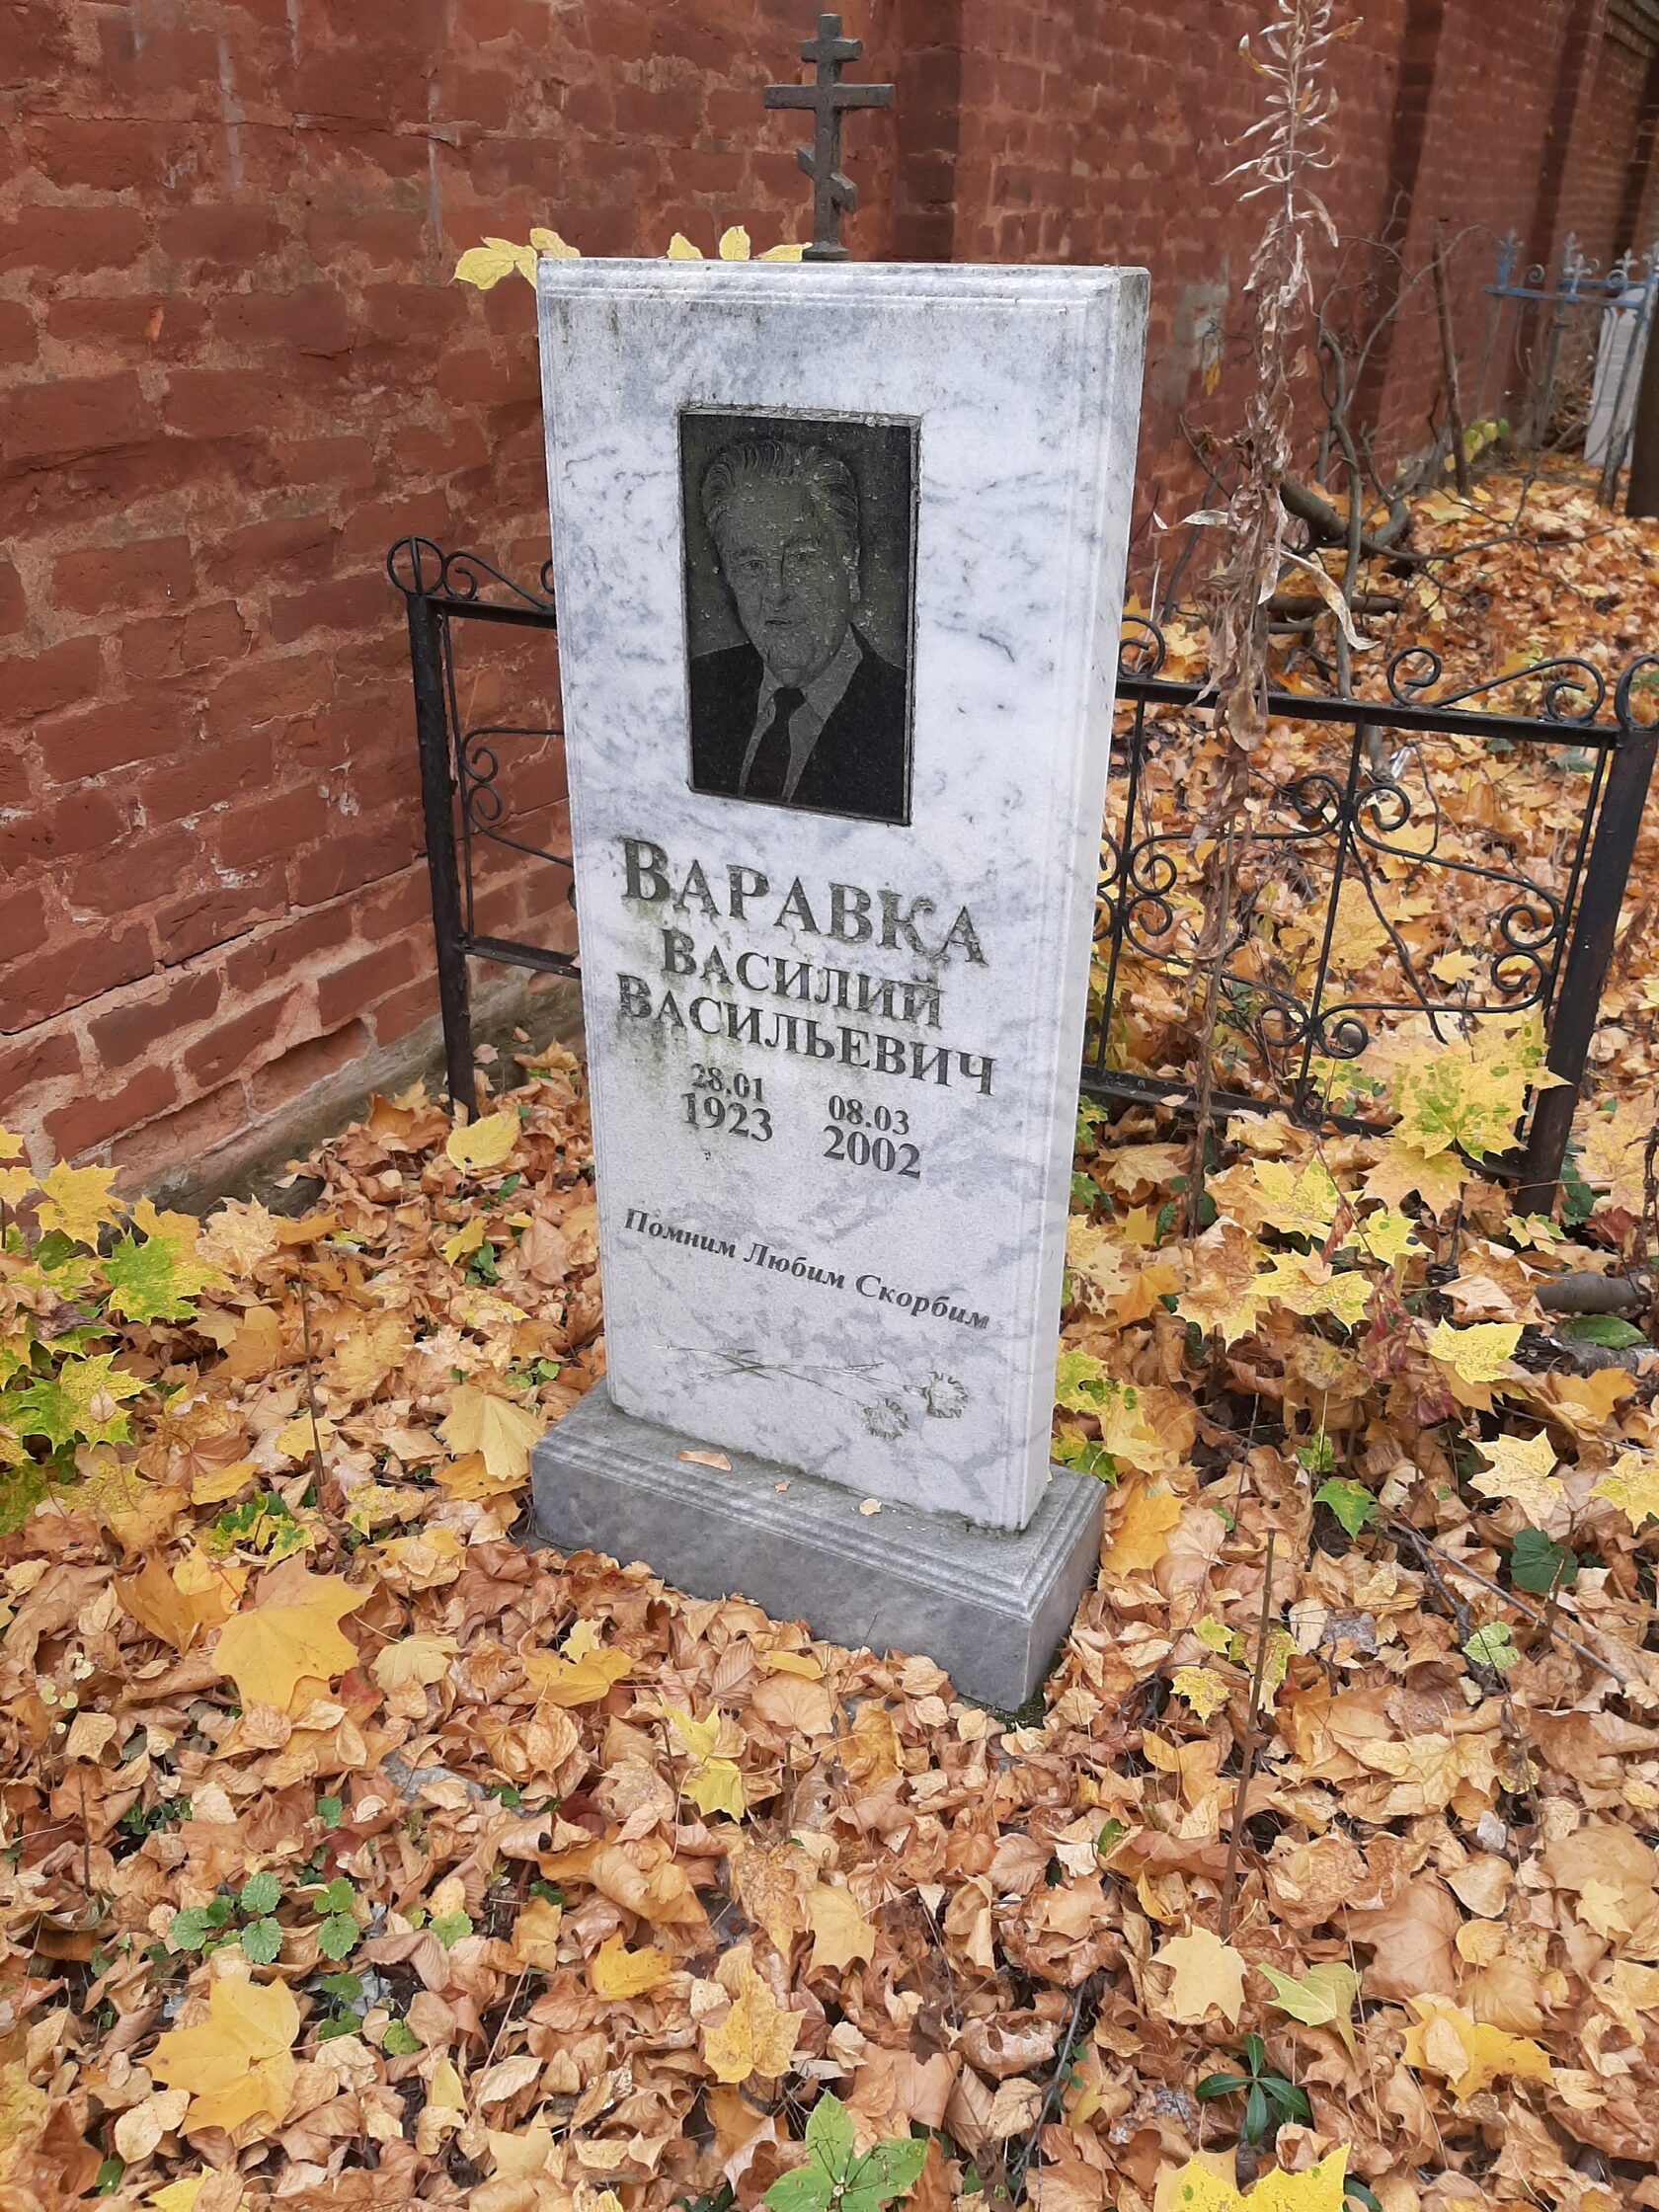 ВАРАВКА
ВАСИЛИЙ
ВАСИЛЬЕВИЧ
28.01 08.03
1923 2002
Помним Любим Скорбим